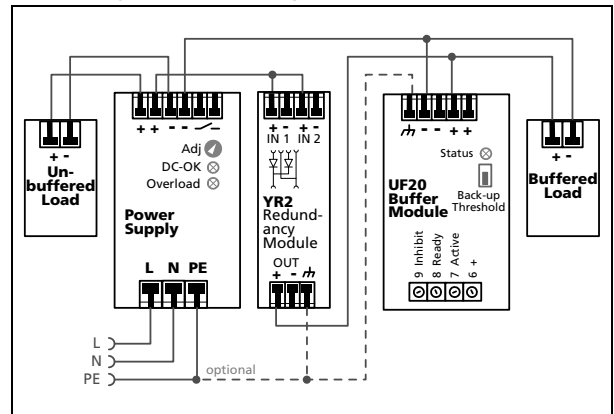 + -
Un-
buffered
Load
+ + - -
Adj
DC-OK
Overload
Power
Supply
L N PE
+ - + -
IN 1 IN 2
YR2
Redund-
ancy
Module
OUT
+ -
- - + +
Status
Back-up
Threshold
UF20
Buffer
Module
9 Inhibit
8 Ready
7 Active
6 +
+ -
Buffered
Load
L
N
PE
optional